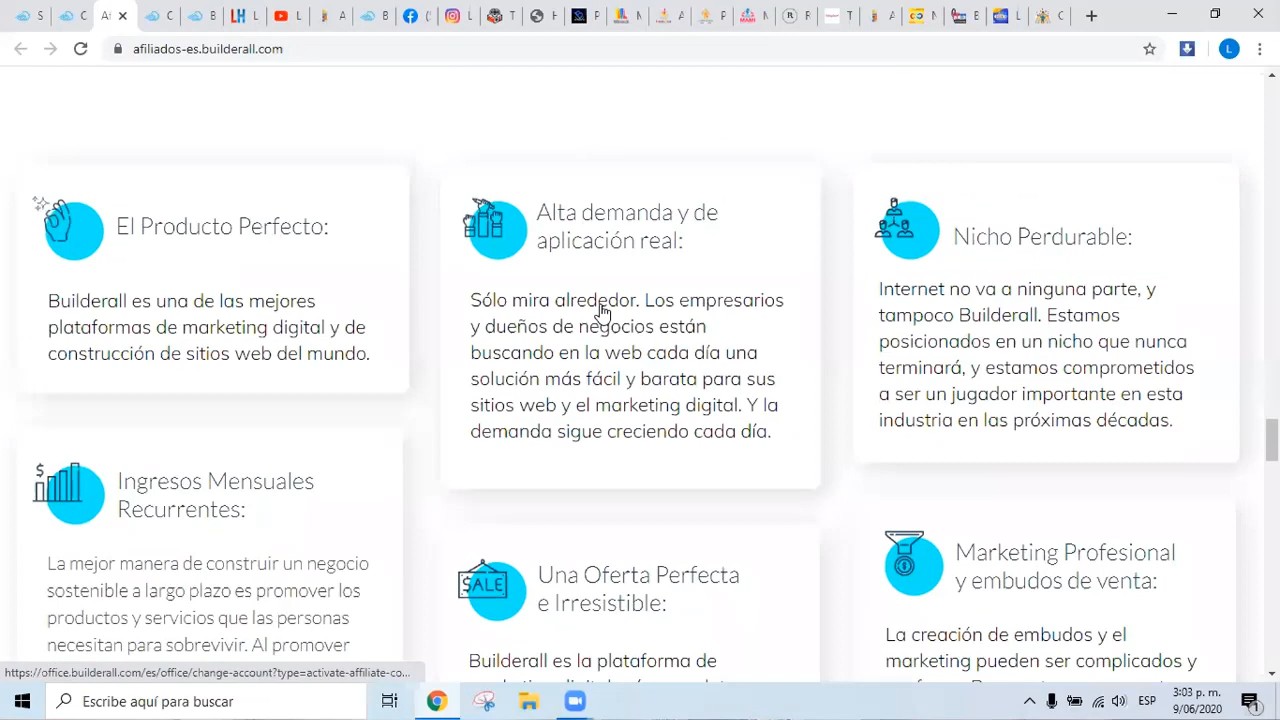 afiliados-es.builderall.com
El Producto Perfecto:
Builderall es una de las mejores
plataformas de marketing digital y de
construcción de sitios web del mundo.
Alta demanda y de
aplicación real:
Sólo mira alrededor. Los empresarios
y dueños de negocios están
buscando en la web cada día una
solución más fácil y barata para sus
sitios web y el marketing digital. Y la
demanda sigue creciendo cada día.
Nicho Perdurable:
Internet no va a ninguna parte, y
tampoco Builderall. Estamos
posicionados en un nicho que nunca
terminará, y estamos comprometidos
a ser un jugador importante en esta
industria en las próximas décadas.
$
Ingresos Mensuales
Recurrentes:
La mejor manera de construir un negocio
sostenible a largo plazo es promover los
productos y servicios que las personas
necesitan para sobrevivir. Al promover
$ALE
Una Oferta Perfecta
e Irresistible:
Builderall es la plataforma de
Marketing Profesional
y embudos de venta:
La creación de embudos y el
marketing pueden ser complicados y
https://office.builderall.com/es/office/change-account?type=activate-affiliate-co...
Escribe aquí para buscar
ESP
3:03 p. m.
9/06/2020